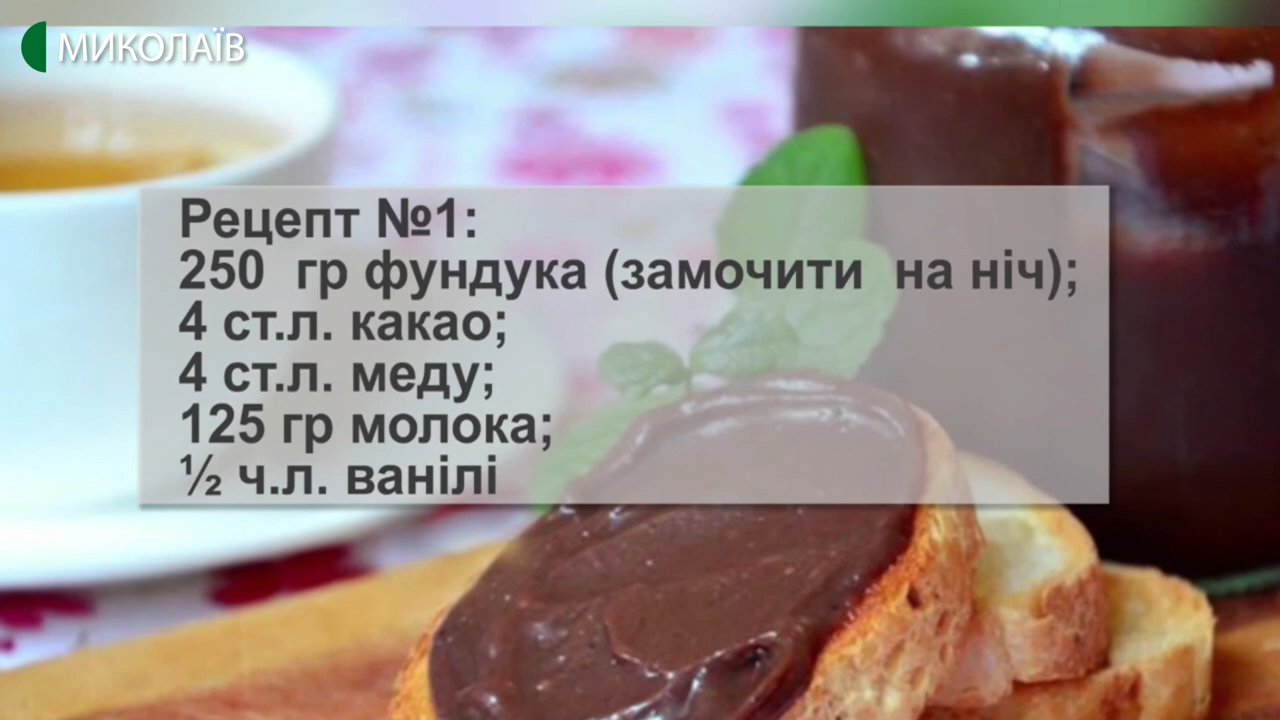 МИКОЛАЇВ
Рецепт №1:
250 гр фундука (замочити на ніч);
4 ст.л. какао;
4 ст.л. меду;
125 гр молока;
½ ч.л. ванілі